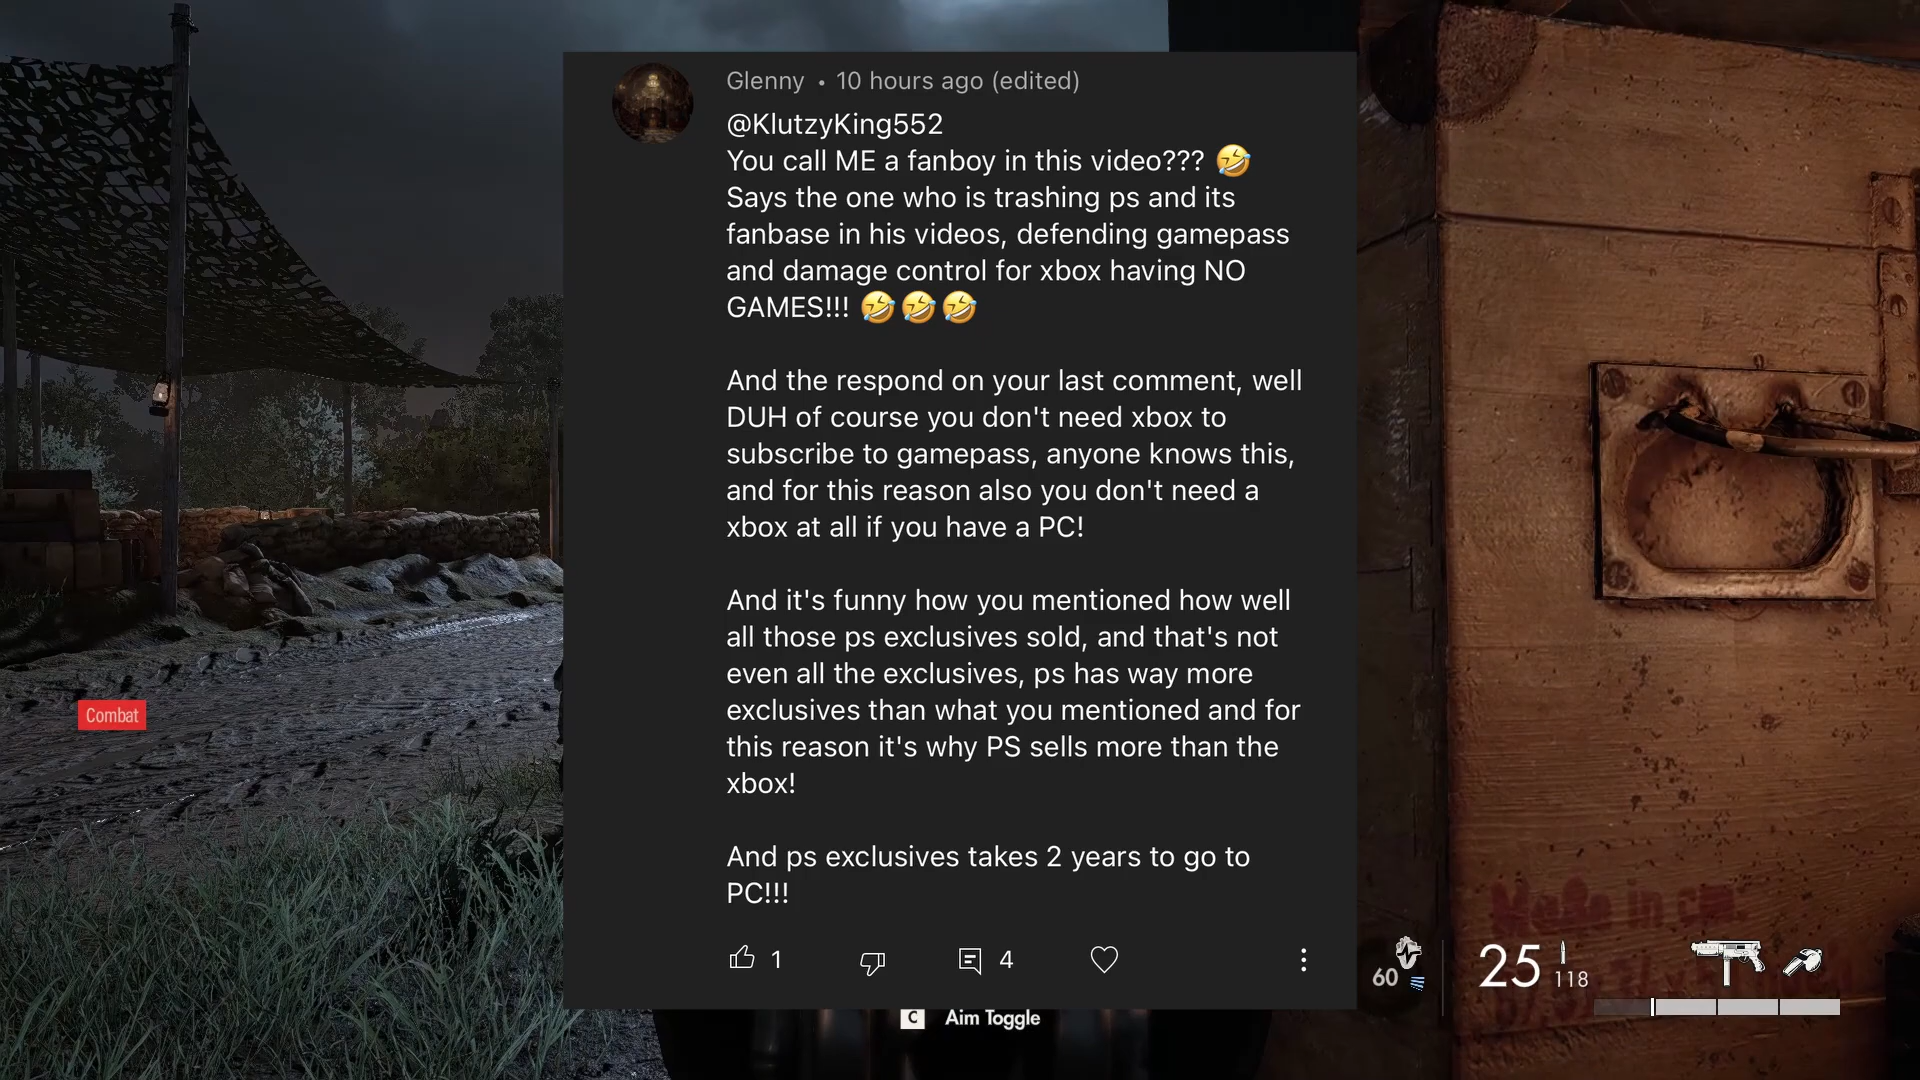 Glenny • 10 hours ago (edited)
@KlutzyKing552
You call ME a fanboy in this video??? 🤣
Says the one who is trashing ps and its
fanbase in his videos, defending gamepass
and damage control for xbox having NO
GAMES!!! 🤣🤣🤣
And the respond on your last comment, well
DUH of course you don't need xbox to
subscribe to gamepass, anyone knows this,
and for this reason also you don't need a
xbox at all if you have a PC!
And it's funny how you mentioned how well
all those ps exclusives sold, and that's not
even all the exclusives, ps has way more
exclusives than what you mentioned and for
this reason it's why PS sells more than the
xbox!
And ps exclusives takes 2 years to go to
PC!!!
1
4
Combat
C Aim Toggle
60
25
118
Made in